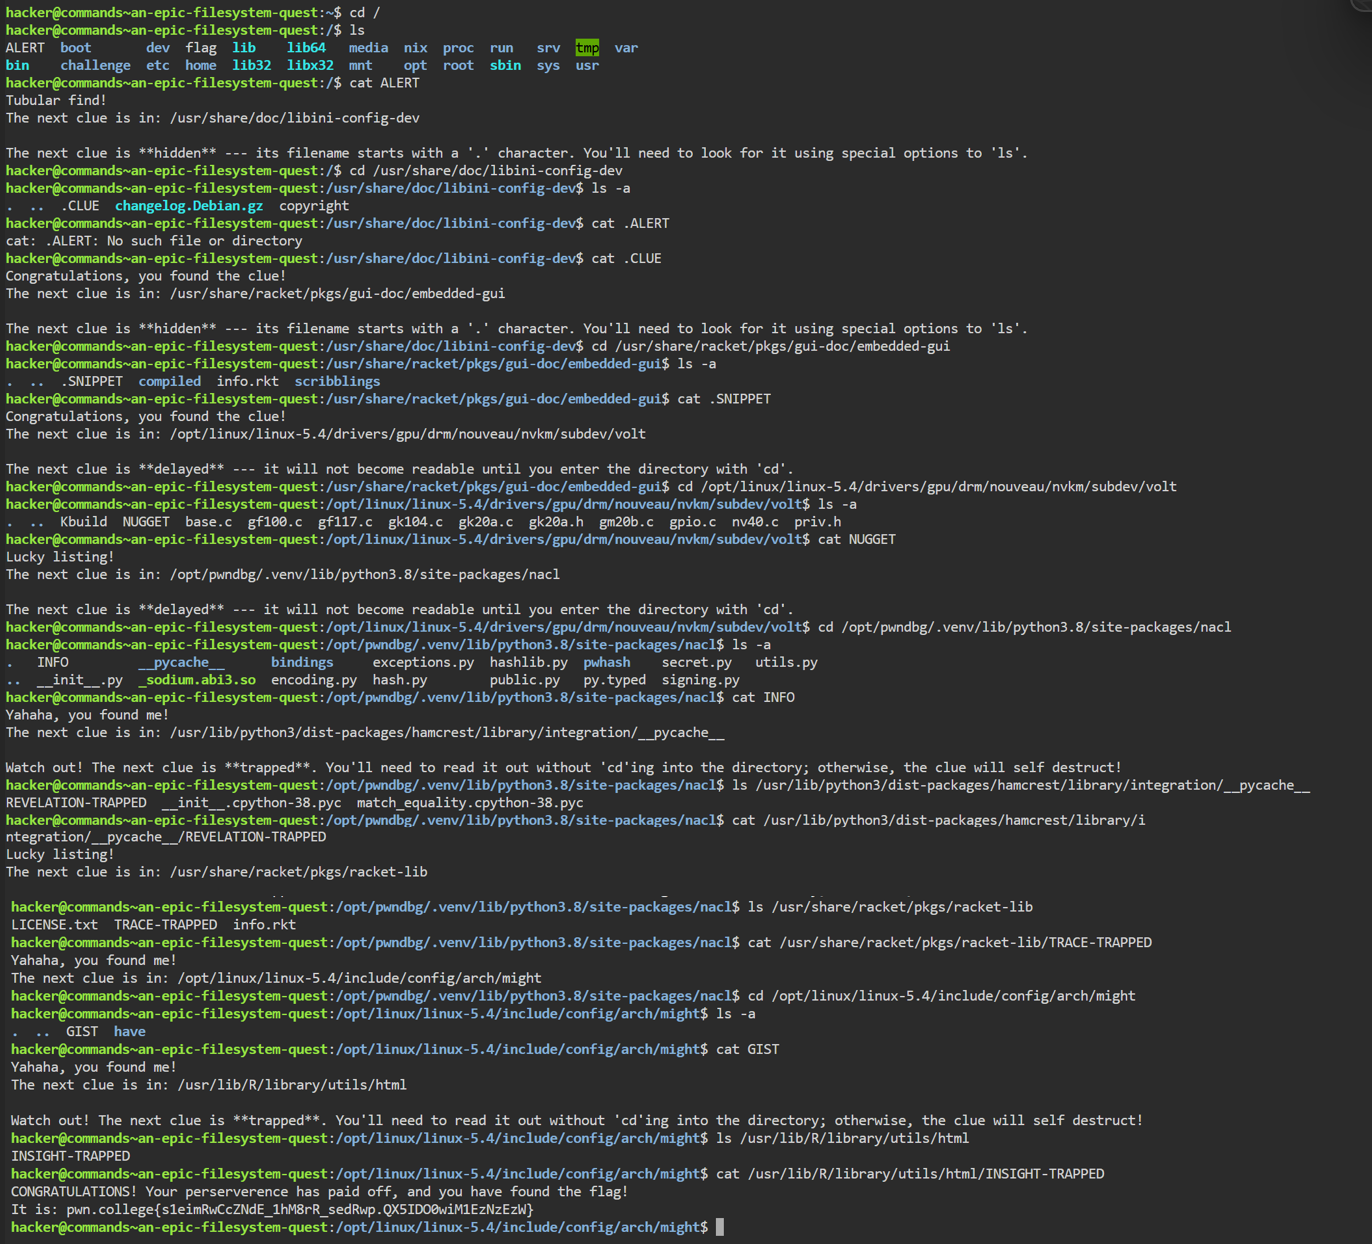 hacker@commands~an-epic-filesystem-quest:~$ cd /
hacker@commands~an-epic-filesystem-quest:/$ ls
ALERT  boot       dev  flag  lib    lib64   media  nix  proc  run   srv  tmp  var
bin    challenge  etc  home  lib32  libx32  mnt    opt  root  sbin  sys  usr
hacker@commands~an-epic-filesystem-quest:/$ cat ALERT
Tubular find!
The next clue is in: /usr/share/doc/libini-config-dev

The next clue is **hidden** --- its filename starts with a '.' character. You'll need to look for it using special options to 'ls'.
hacker@commands~an-epic-filesystem-quest:/$ cd /usr/share/doc/libini-config-dev
hacker@commands~an-epic-filesystem-quest:/usr/share/doc/libini-config-dev$ ls -a
.  ..  .CLUE  changelog.Debian.gz  copyright
hacker@commands~an-epic-filesystem-quest:/usr/share/doc/libini-config-dev$ cat .ALERT
cat: .ALERT: No such file or directory
hacker@commands~an-epic-filesystem-quest:/usr/share/doc/libini-config-dev$ cat .CLUE
Congratulations, you found the clue!
The next clue is in: /usr/share/racket/pkgs/gui-doc/embedded-gui

The next clue is **hidden** --- its filename starts with a '.' character. You'll need to look for it using special options to 'ls'.
hacker@commands~an-epic-filesystem-quest:/usr/share/doc/libini-config-dev$ cd /usr/share/racket/pkgs/gui-doc/embedded-gui
hacker@commands~an-epic-filesystem-quest:/usr/share/racket/pkgs/gui-doc/embedded-gui$ ls -a
.  ..  .SNIPPET  compiled  info.rkt  scribblings
hacker@commands~an-epic-filesystem-quest:/usr/share/racket/pkgs/gui-doc/embedded-gui$ cat .SNIPPET
Congratulations, you found the clue!
The next clue is in: /opt/linux/linux-5.4/drivers/gpu/drm/nouveau/nvkm/subdev/volt

The next clue is **delayed** --- it will not become readable until you enter the directory with 'cd'.
hacker@commands~an-epic-filesystem-quest:/usr/share/racket/pkgs/gui-doc/embedded-gui$ cd /opt/linux/linux-5.4/drivers/gpu/drm/nouveau/nvkm/subdev/volt
hacker@commands~an-epic-filesystem-quest:/opt/linux/linux-5.4/drivers/gpu/drm/nouveau/nvkm/subdev/volt$ ls -a
.  ..  Kbuild  NUGGET  base.c  gf100.c  gf117.c  gk104.c  gk20a.c  gk20a.h  gm20b.c  gpio.c  nv40.c  priv.h
hacker@commands~an-epic-filesystem-quest:/opt/linux/linux-5.4/drivers/gpu/drm/nouveau/nvkm/subdev/volt$ cat NUGGET
Lucky listing!
The next clue is in: /opt/pwndbg/.venv/lib/python3.8/site-packages/nacl

The next clue is **delayed** --- it will not become readable until you enter the directory with 'cd'.
hacker@commands~an-epic-filesystem-quest:/opt/linux/linux-5.4/drivers/gpu/drm/nouveau/nvkm/subdev/volt$ cd /opt/pwndbg/.venv/lib/python3.8/site-packages/nacl
hacker@commands~an-epic-filesystem-quest:/opt/pwndbg/.venv/lib/python3.8/site-packages/nacl$ ls -a
.   INFO         __pycache__      bindings     exceptions.py  hashlib.py  pwhash    secret.py   utils.py
..  __init__.py  _sodium.abi3.so  encoding.py  hash.py        public.py   py.typed  signing.py
hacker@commands~an-epic-filesystem-quest:/opt/pwndbg/.venv/lib/python3.8/site-packages/nacl$ cat INFO
Yahaha, you found me!
The next clue is in: /usr/lib/python3/dist-packages/hamcrest/library/integration/__pycache__

Watch out! The next clue is **trapped**. You'll need to read it out without 'cd'ing into the directory; otherwise, the clue will self destruct!
hacker@commands~an-epic-filesystem-quest:/opt/pwndbg/.venv/lib/python3.8/site-packages/nacl$ ls /usr/lib/python3/dist-packages/hamcrest/library/integration/__pycache__
REVELATION-TRAPPED  __init__.cpython-38.pyc  match_equality.cpython-38.pyc
hacker@commands~an-epic-filesystem-quest:/opt/pwndbg/.venv/lib/python3.8/site-packages/nacl$ cat /usr/lib/python3/dist-packages/hamcrest/library/i
ntegration/__pycache__/REVELATION-TRAPPED
Lucky listing!
The next clue is in: /usr/share/racket/pkgs/racket-lib

hacker@commands~an-epic-filesystem-quest:/opt/pwndbg/.venv/lib/python3.8/site-packages/nacl$ ls /usr/share/racket/pkgs/racket-lib
LICENSE.txt  TRACE-TRAPPED  info.rkt
hacker@commands~an-epic-filesystem-quest:/opt/pwndbg/.venv/lib/python3.8/site-packages/nacl$ cat /usr/share/racket/pkgs/racket-lib/TRACE-TRAPPED
Yahaha, you found me!
The next clue is in: /opt/linux/linux-5.4/include/config/arch/might
hacker@commands~an-epic-filesystem-quest:/opt/pwndbg/.venv/lib/python3.8/site-packages/nacl$ cd /opt/linux/linux-5.4/include/config/arch/might
hacker@commands~an-epic-filesystem-quest:/opt/linux/linux-5.4/include/config/arch/might$ ls -a
.  ..  GIST  have
hacker@commands~an-epic-filesystem-quest:/opt/linux/linux-5.4/include/config/arch/might$ cat GIST
Yahaha, you found me!
The next clue is in: /usr/lib/R/library/utils/html

Watch out! The next clue is **trapped**. You'll need to read it out without 'cd'ing into the directory; otherwise, the clue will self destruct!
hacker@commands~an-epic-filesystem-quest:/opt/linux/linux-5.4/include/config/arch/might$ ls /usr/lib/R/library/utils/html
INSIGHT-TRAPPED
hacker@commands~an-epic-filesystem-quest:/opt/linux/linux-5.4/include/config/arch/might$ cat /usr/lib/R/library/utils/html/INSIGHT-TRAPPED
CONGRATULATIONS! Your perserverence has paid off, and you have found the flag!
It is: pwn.college{s1eimRwCcZNdE_1hM8rR_sedRwp.QX5IDO0wiM1EzNzEzW}
hacker@commands~an-epic-filesystem-quest:/opt/linux/linux-5.4/include/config/arch/might$